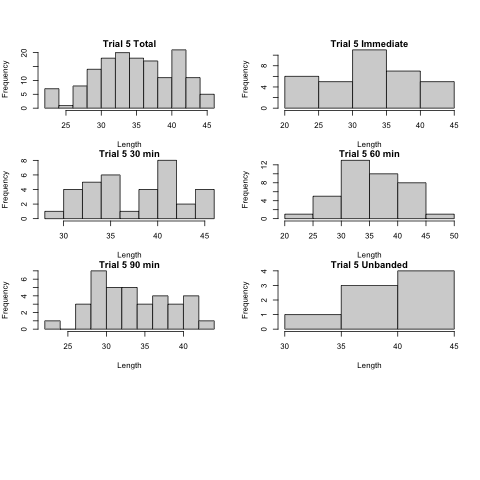 Trial 5 Total
Frequency
0 5 10 20
25 30 35 40 45
Length
Trial 5 Immediate
Frequency
0 4 8
20 25 30 35 40 45
Length
Trial 5 30 min
Frequency
0 2 4 6 8
30 35 40 45
Length
Trial 5 60 min
Frequency
0 4 8 12
20 25 30 35 40 45 50
Length
Trial 5 90 min
Frequency
0 2 4 6
25 30 35 40
Length
Trial 5 Unbanded
Frequency
0 1 2 3 4
30 35 40 45
Length